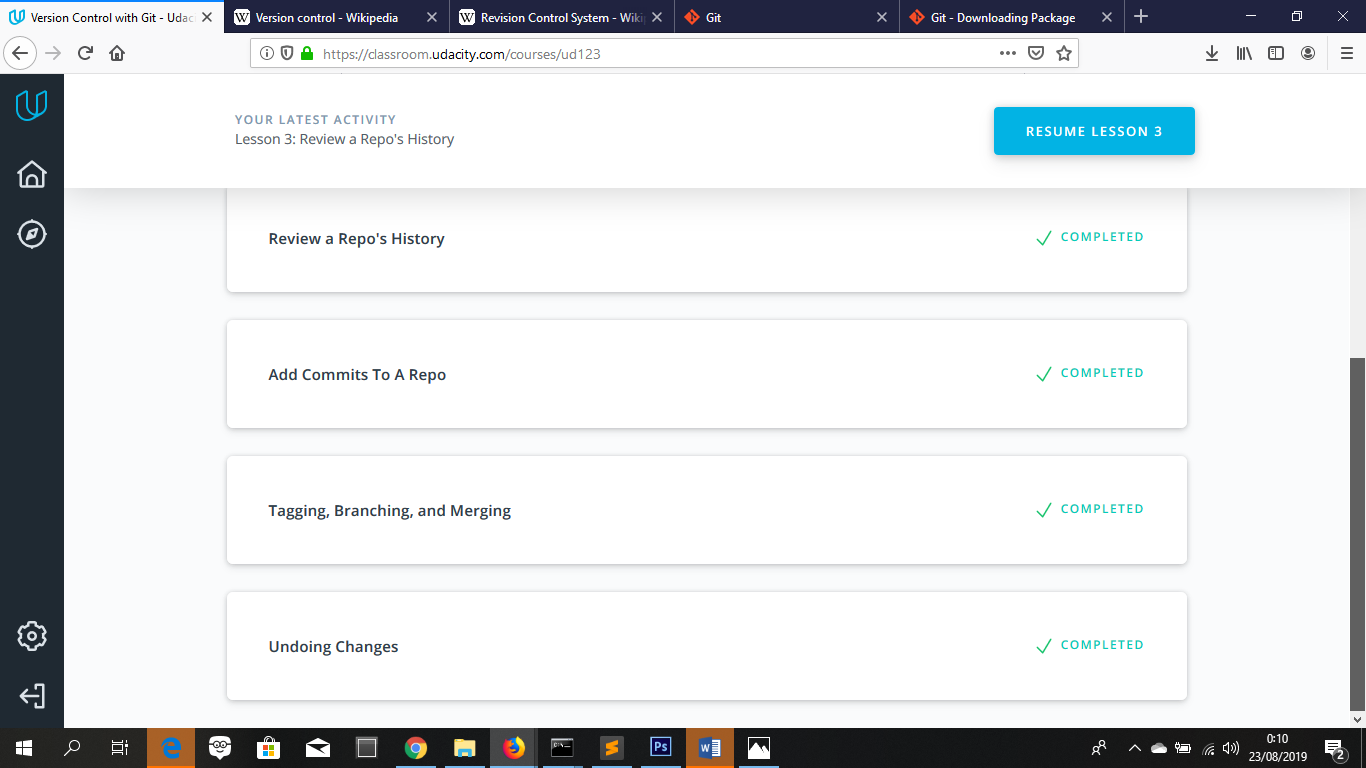 Version Control with Git - Udac
Version control - Wikipedia
Revision Control System - Wiki
Git
Git - Downloading Package
https://classroom.udacity.com/courses/ud123
YOUR LATEST ACTIVITY
Lesson 3: Review a Repo's History
RESUME LESSON 3
Review a Repo's History
COMPLETED
Add Commits To A Repo
COMPLETED
Tagging, Branching, and Merging
COMPLETED
Undoing Changes
COMPLETED
Ps
0:10
23/08/2019
2